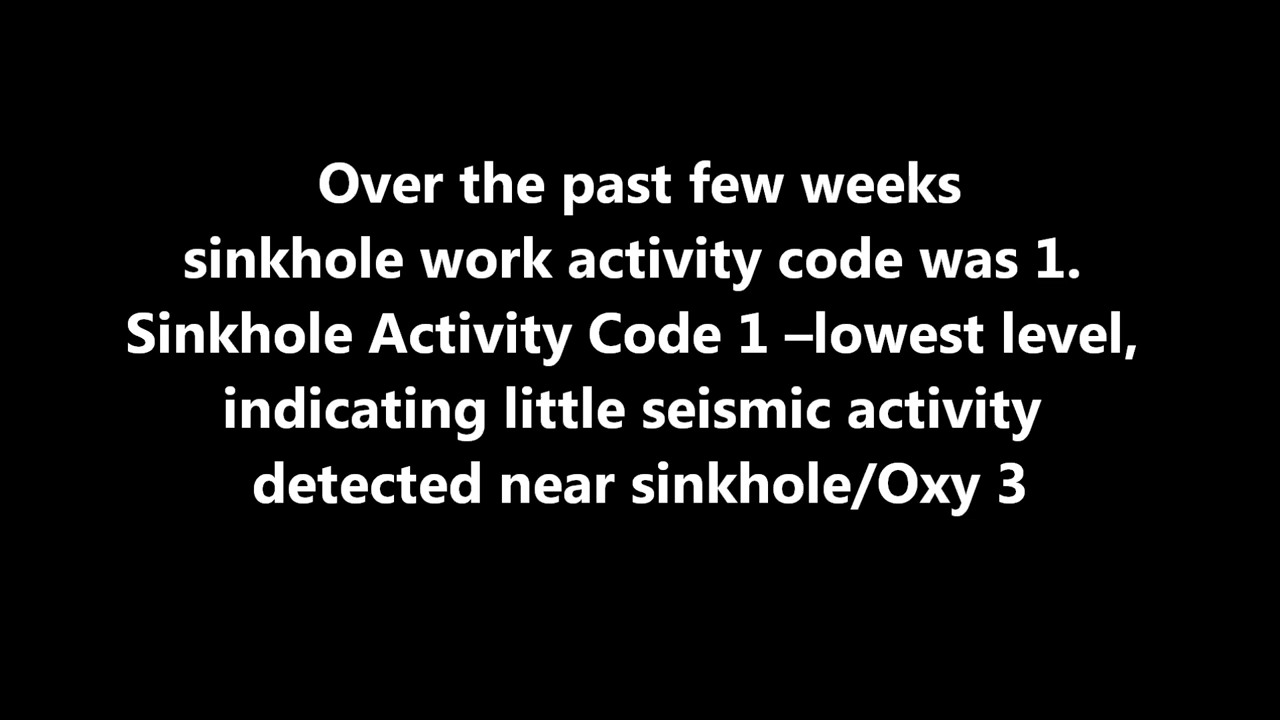 Over the past few weeks
sinkhole work activity code was 1.
Sinkhole Activity Code 1 –lowest level,
indicating little seismic activity
detected near sinkhole/Oxy 3